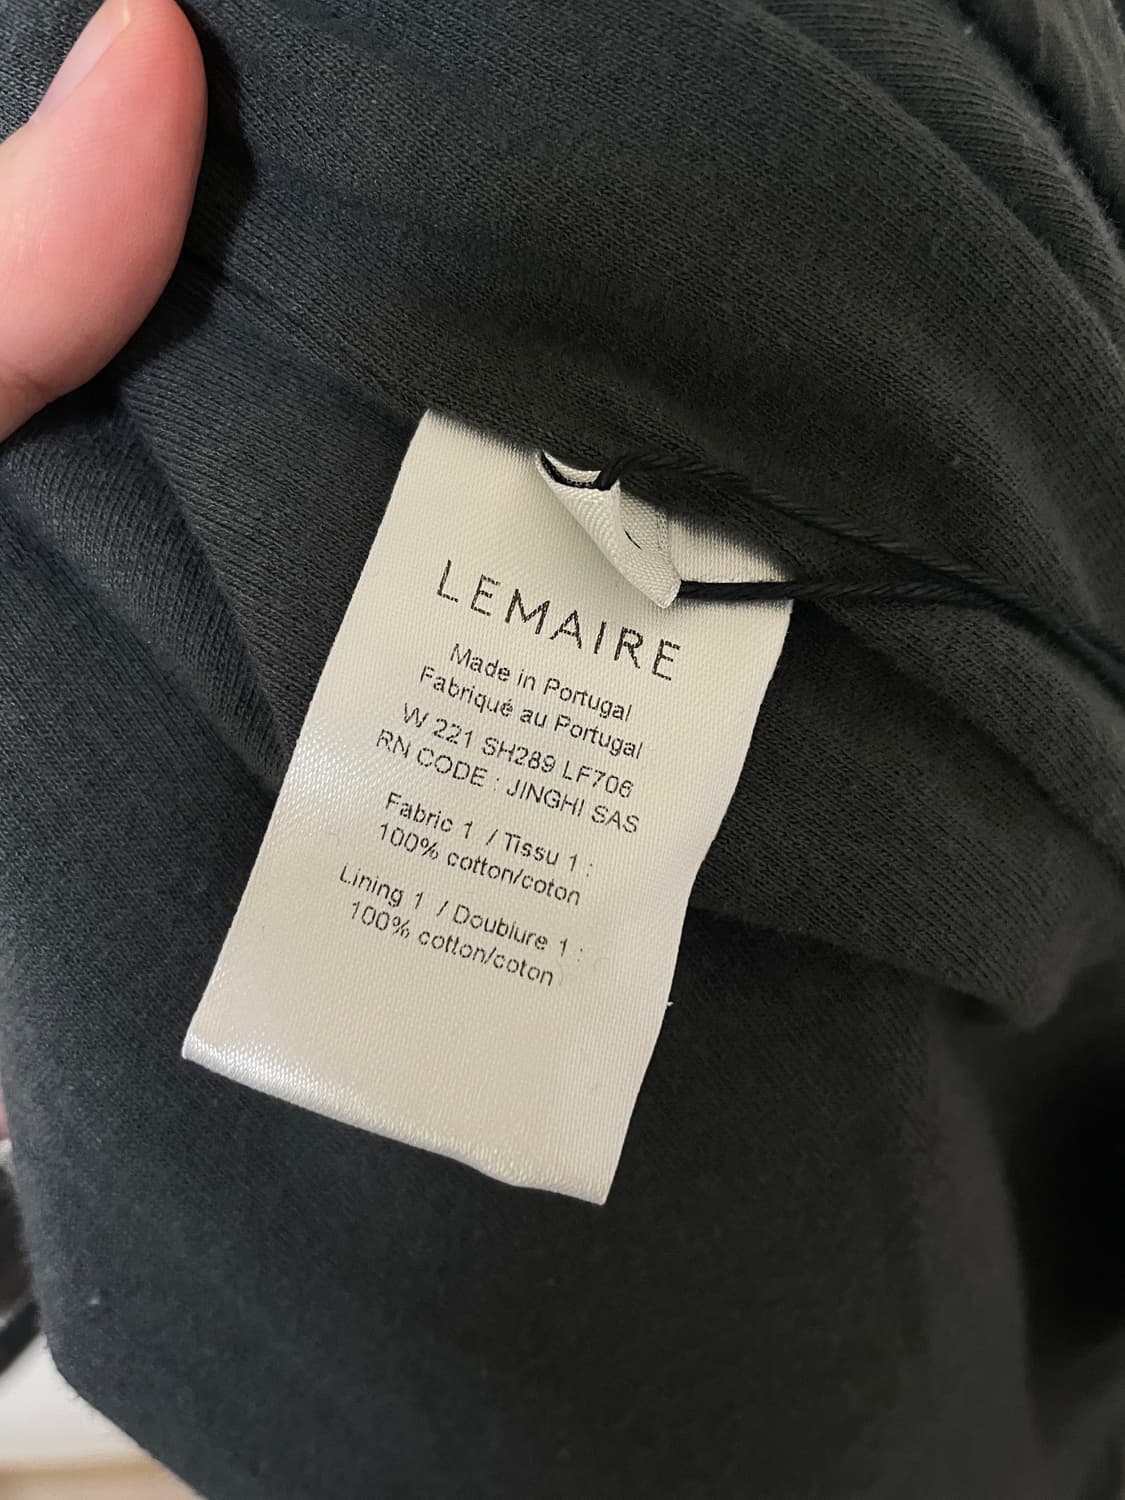 LEMAIRE
Made in Portugal
Fabriqué au Portugal
W 221 SH289 LF706
RN CODE : JINGHI SAS
Fabric 1 / Tissu 1 :
100% cotton/coton
Lining 1 / Doublure 1 :
100% cotton/coton